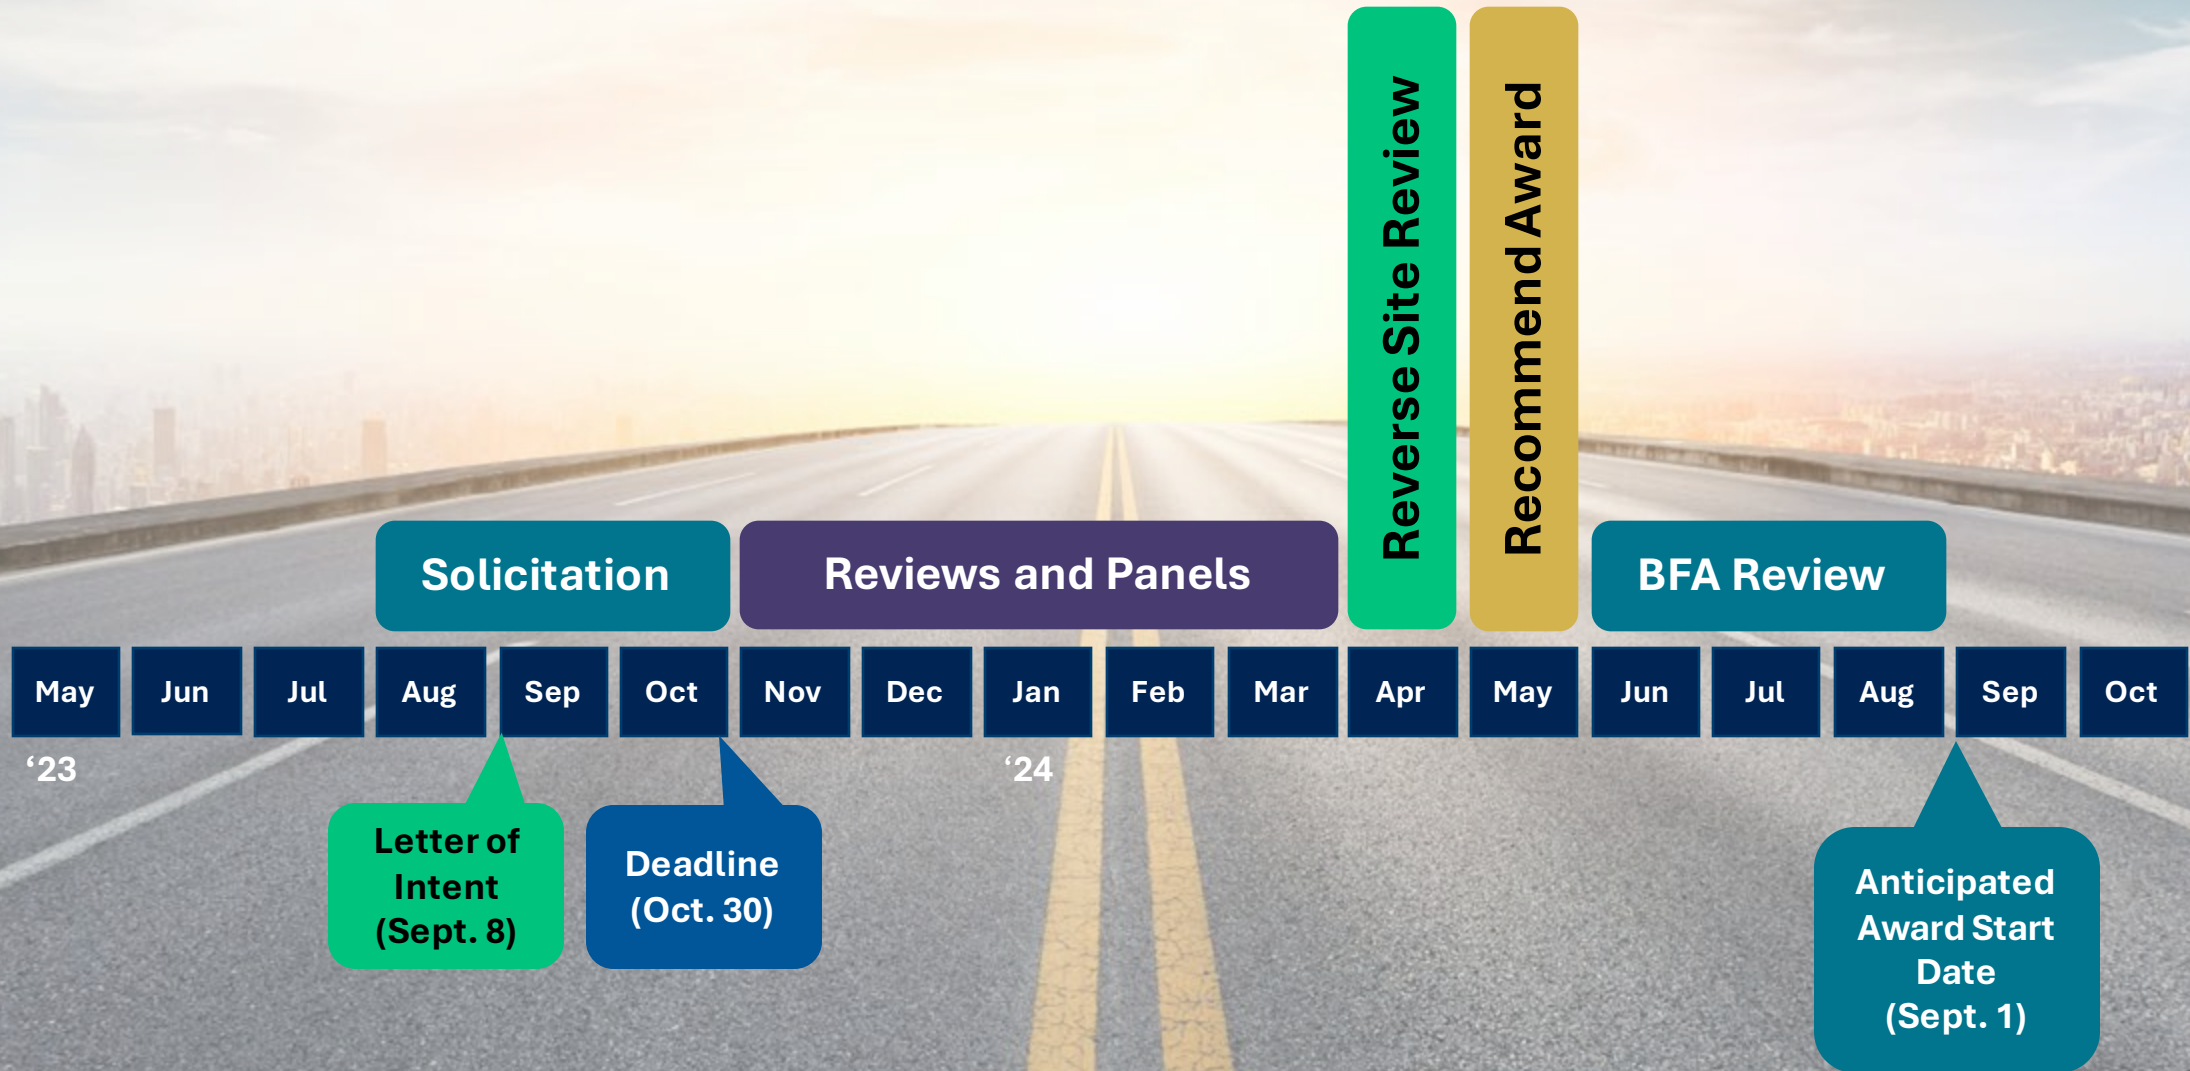 Reverse Site Review
Recommend Award
Solicitation
Reviews and Panels
BFA Review
May Jun Jul Aug Sep Oct Nov Dec Jan Feb Mar Apr May Jun Jul Aug Sep Oct
‘23 ‘24
Letter of
Intent
(Sept. 8)
Deadline
(Oct. 30)
Anticipated
Award Start
Date
(Sept. 1)